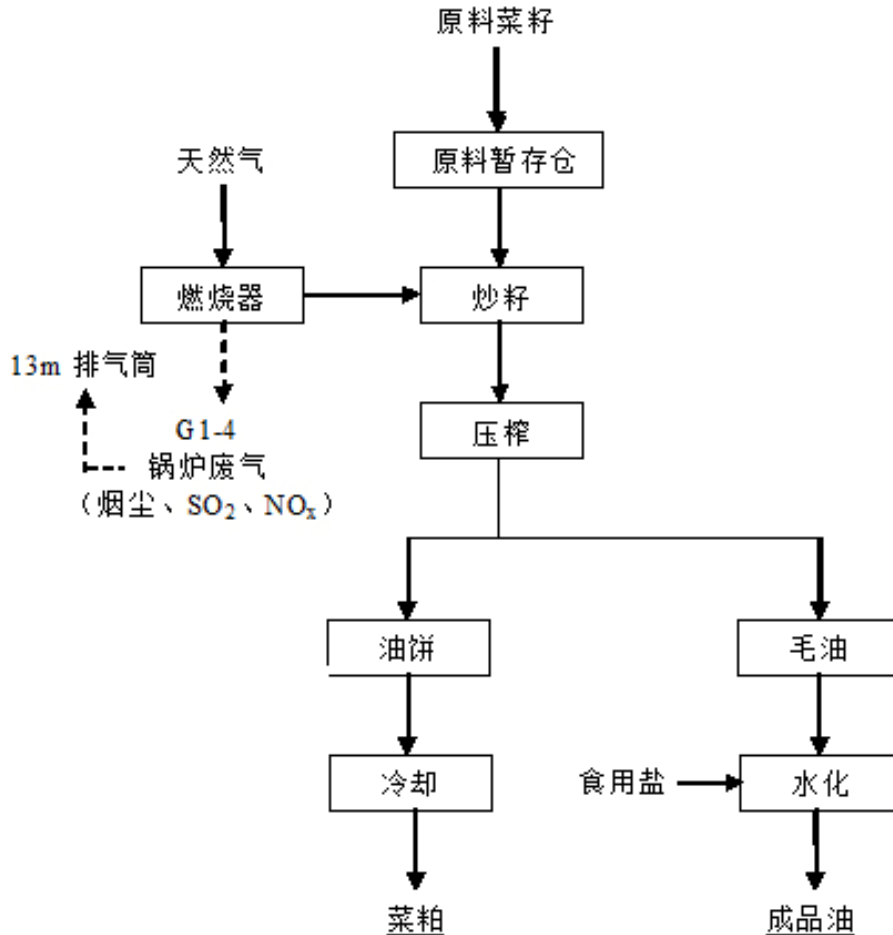 原料菜籽
原料暂存仓
天然气
燃烧器
炒籽
13m 排气筒
G1-4
锅炉废气
（烟尘、SO₂、NOₓ）
压榨
油饼
毛油
冷却
食用盐
水化
菜粕
成品油